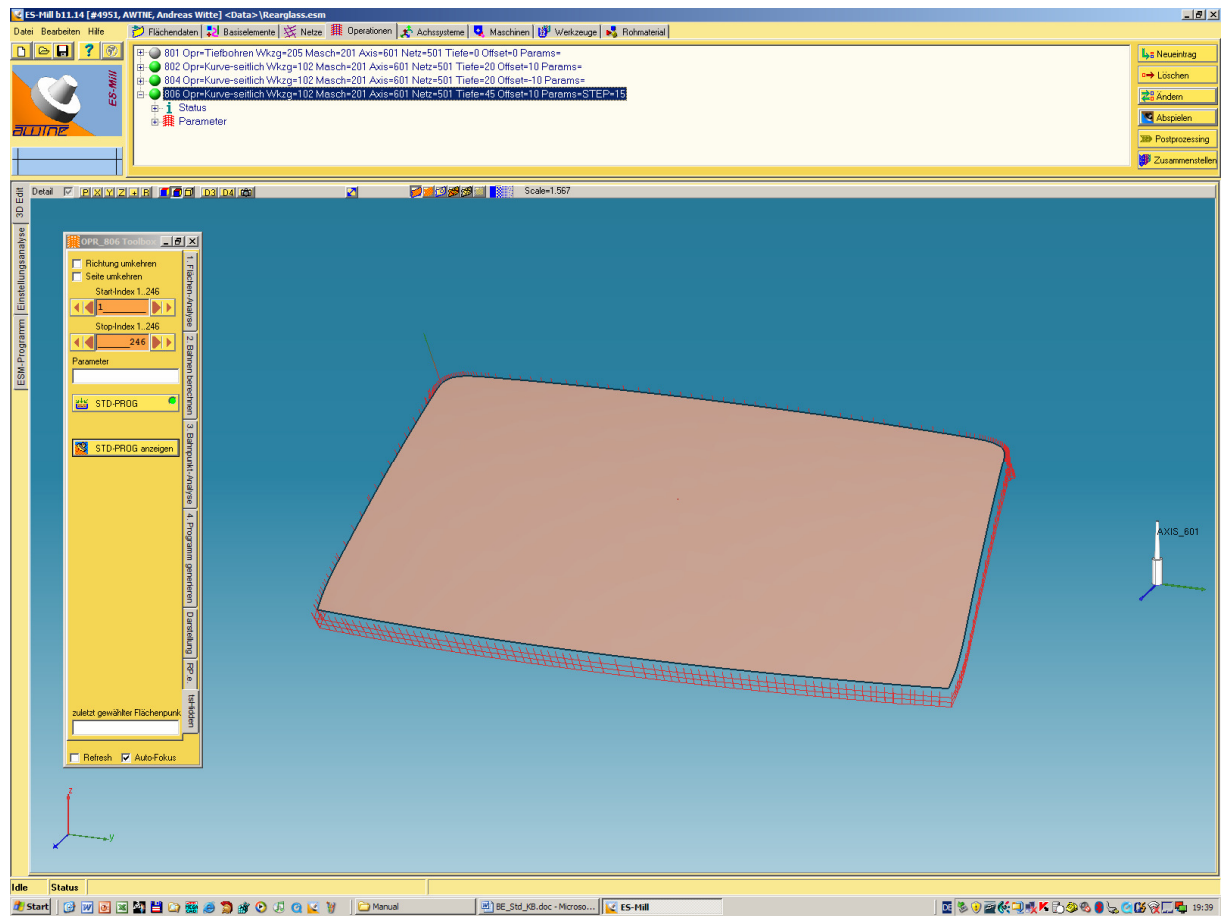 ES-Mill b11.14 [#4951, AWTNE, Andreas Witte] <Data>\Rearglass.esm
Datei Bearbeiten Hilfe
Flächendaten Basiselemente Netze Operationen Achssysteme Maschinen Werkzeuge Rohmaterial
801 Opr=Tiefbohren Wkzg=205 Masch=201 Axis=601 Netz=501 Tiefe=0 Offset=0 Params=
802 Opr=Kurve-seitlich Wkzg=102 Masch=201 Axis=601 Netz=501 Tiefe=20 Offset=10 Params=
804 Opr=Kurve-seitlich Wkzg=102 Masch=201 Axis=601 Netz=501 Tiefe=20 Offset=-10 Params=
806 Opr=Kurve-seitlich Wkzg=102 Masch=201 Axis=601 Netz=501 Tiefe=45 Offset=10 Params=STEP=15;
Status
Parameter
ES-Mill
awtne
Neueintrag
Löschen
Ändern
Abspielen
Postprozessing
Zusammenstellen
3D Edit
Einstellungsanalyse
ESM-Programm
Detail P X Y Z + R D3 D4 Scale=1.567
OPR_806 Toolbox
Richtung umkehren
Seite umkehren
Start-Index 1..246
1
Stop-Index 1..246
246
Parameter
STD-PROG
STD-PROG anzeigen
1. Flächen-Analyse
2. Bahnen berechnen
3. Bahnpunkt-Analyse
4. Programm generieren
Darstellung
RP. e.
tsHidden
zuletzt gewählter Flächenpunk
Refresh Auto-Fokus
AXIS_601
z
y
x
Idle Status
Start Manual BE_Std_KB.doc - Microso... ES-Mill DE 19:39